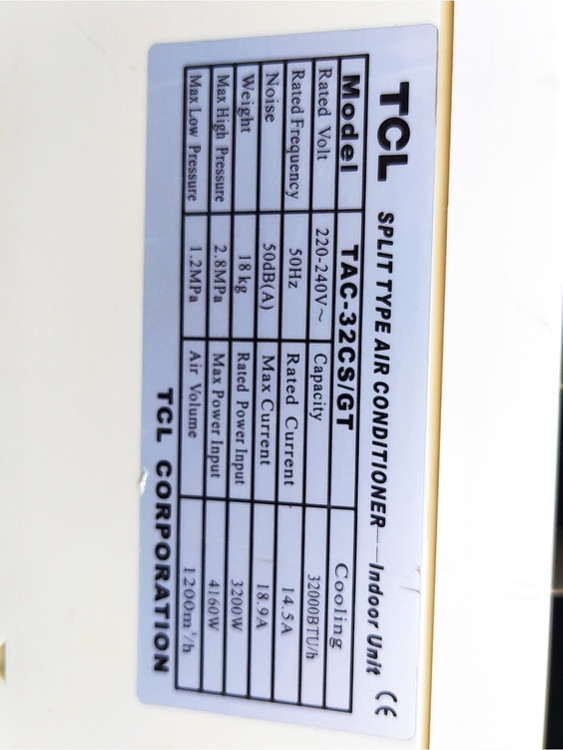 TCL SPLIT TYPE AIR CONDITIONER—Indoor Unit CE
Model TAC-32CS/GT Cooling
Rated Volt 220-240V~ Capacity 32000BTU/h
Rated Frequency 50Hz Rated Current 14.5A
Noise 50dB(A) Max Current 18.9A
Weight 18kg Rated Power Input 3200W
Max High Pressure 2.8MPa Max Power Input 4160W
Max Low Pressure 1.2MPa Air Volume 1200m³/h
TCL CORPORATION